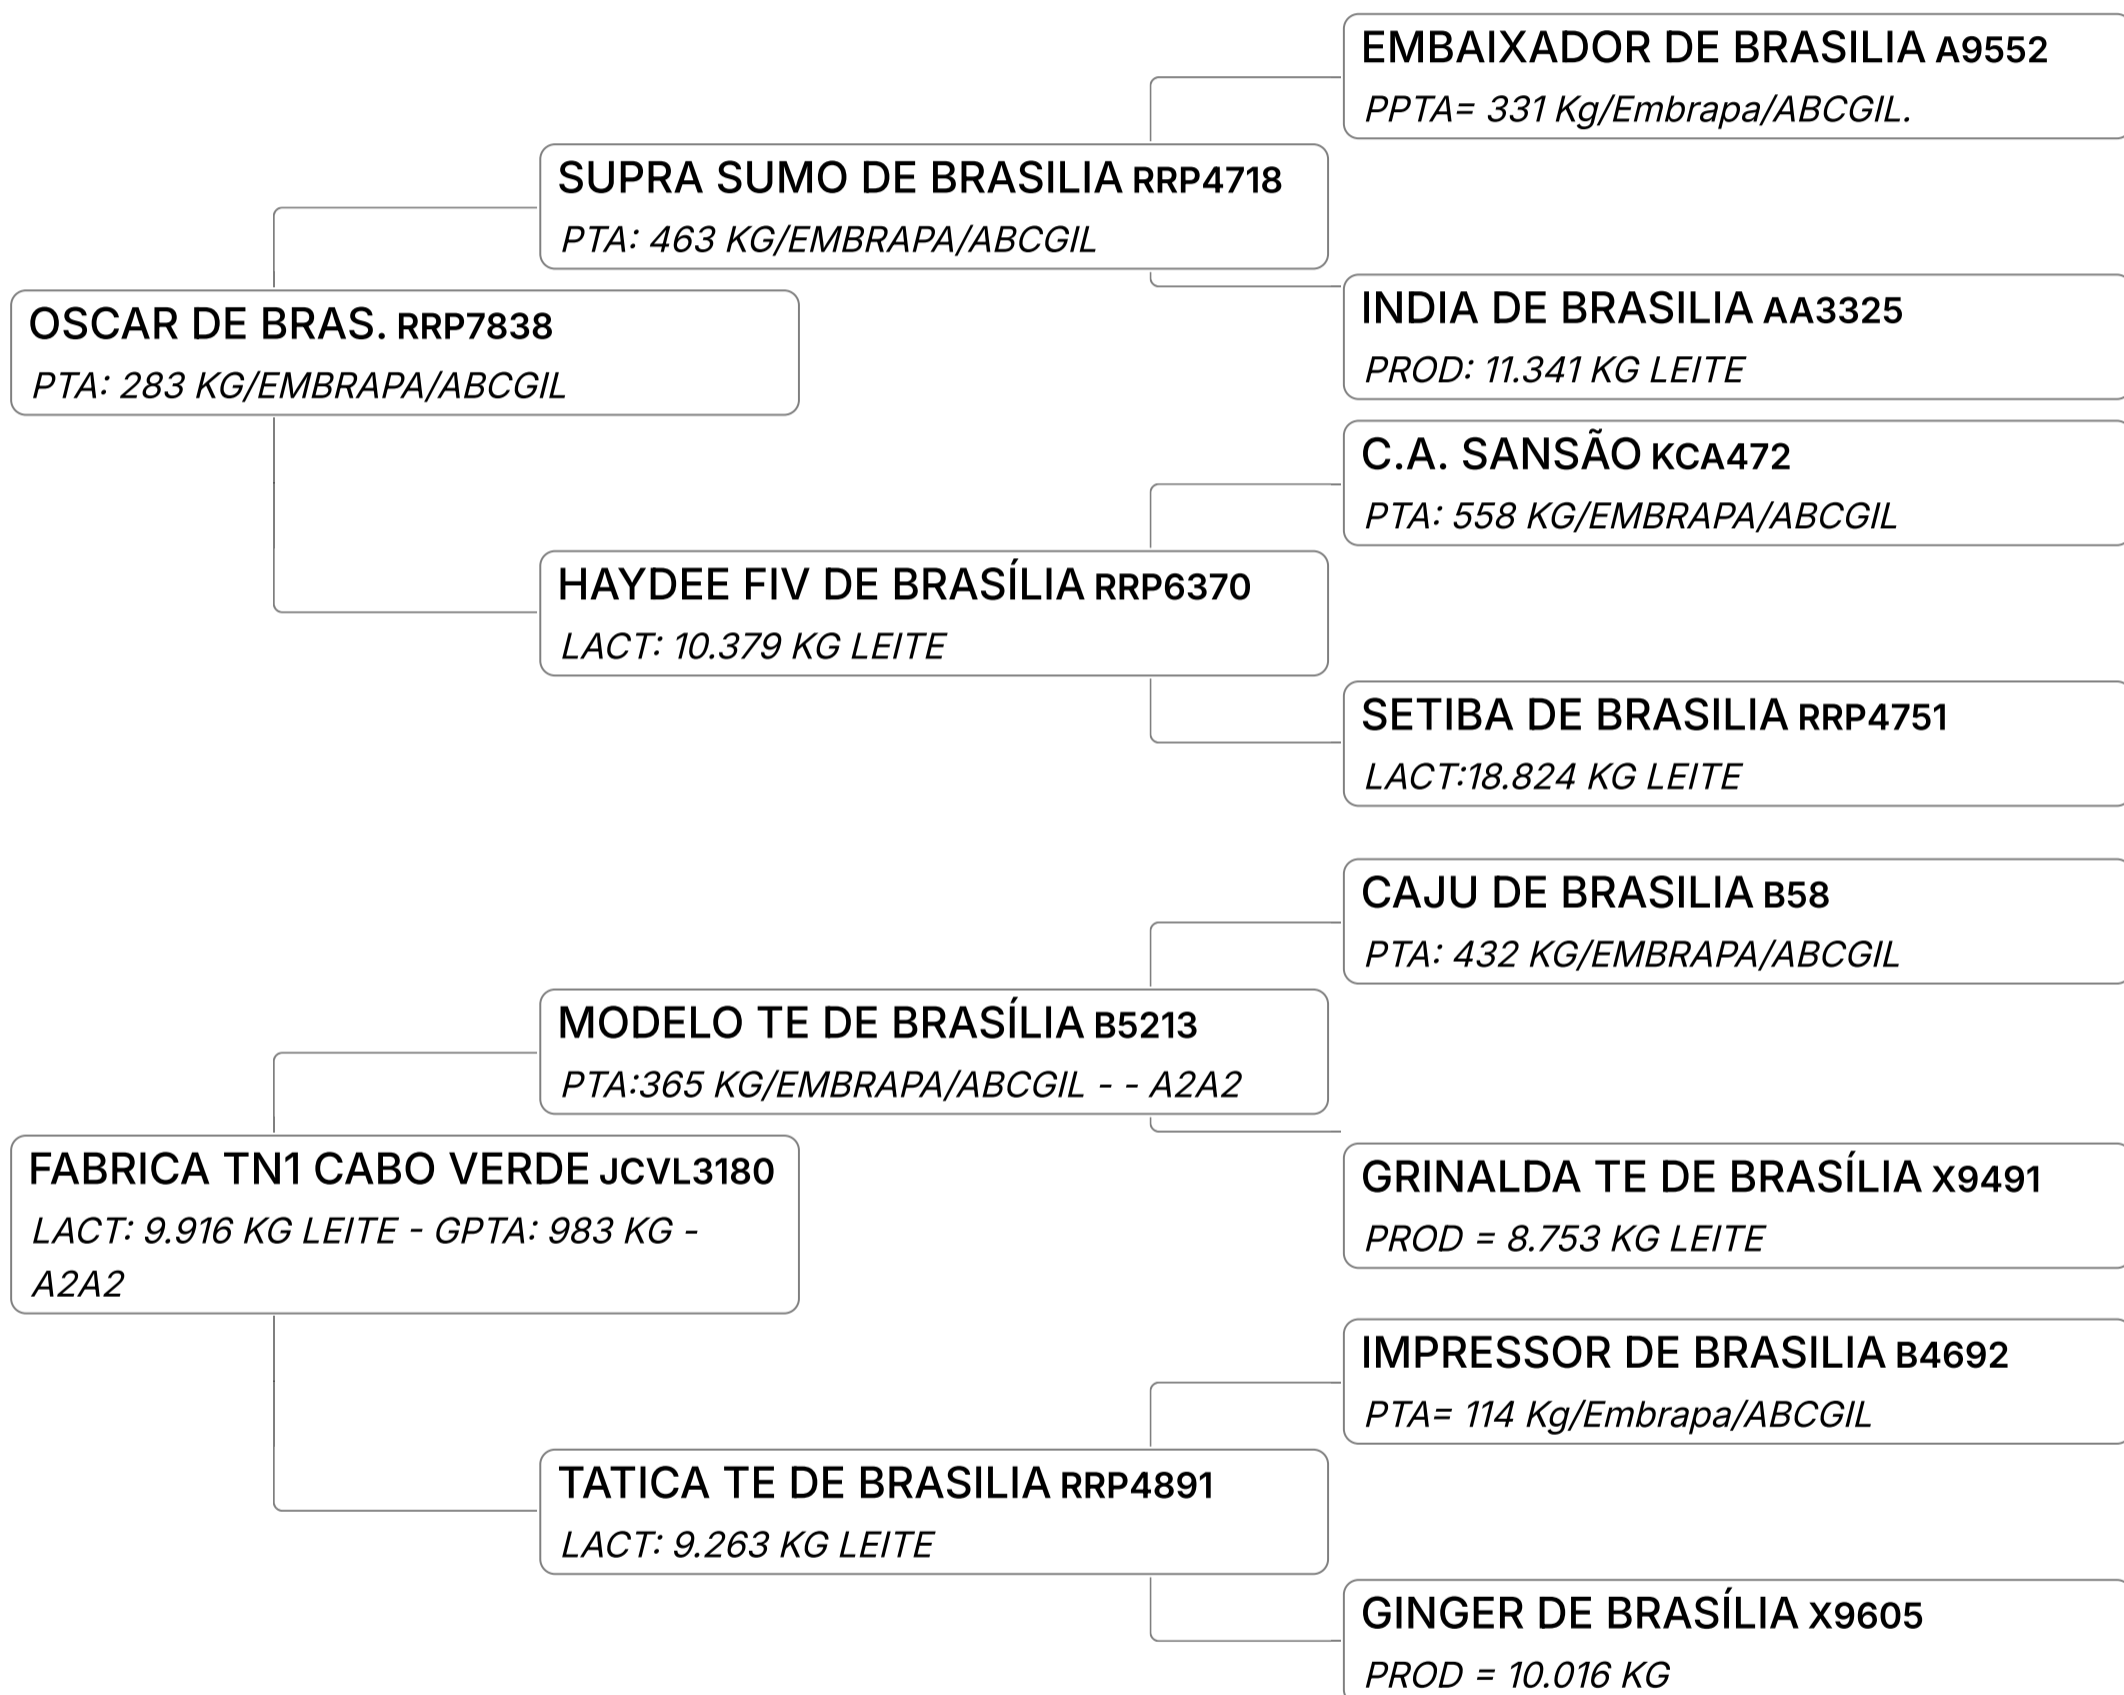 EMBAIXADOR DE BRASILIA A9552
PPTA= 331 Kg/Embrapa/ABCGIL.
SUPRA SUMO DE BRASILIA RRP4718
PTA: 463 KG/EMBRAPA/ABCGIL
INDIA DE BRASILIA AA3325
PROD: 11.341 KG LEITE
OSCAR DE BRAS. RRP7838
PTA: 283 KG/EMBRAPA/ABCGIL
C.A. SANSÃO KCA472
PTA: 558 KG/EMBRAPA/ABCGIL
HAYDEE FIV DE BRASÍLIA RRP6370
LACT: 10.379 KG LEITE
SETIBA DE BRASILIA RRP4751
LACT:18.824 KG LEITE
CAJU DE BRASILIA B58
PTA: 432 KG/EMBRAPA/ABCGIL
MODELO TE DE BRASÍLIA B5213
PTA:365 KG/EMBRAPA/ABCGIL - - A2A2
GRINALDA TE DE BRASÍLIA X9491
PROD = 8.753 KG LEITE
FABRICA TN1 CABO VERDE JCVL3180
LACT: 9.916 KG LEITE - GPTA: 983 KG -
A2A2
IMPRESSOR DE BRASILIA B4692
PTA= 114 Kg/Embrapa/ABCGIL
TATICA TE DE BRASILIA RRP4891
LACT: 9.263 KG LEITE
GINGER DE BRASÍLIA X9605
PROD = 10.016 KG